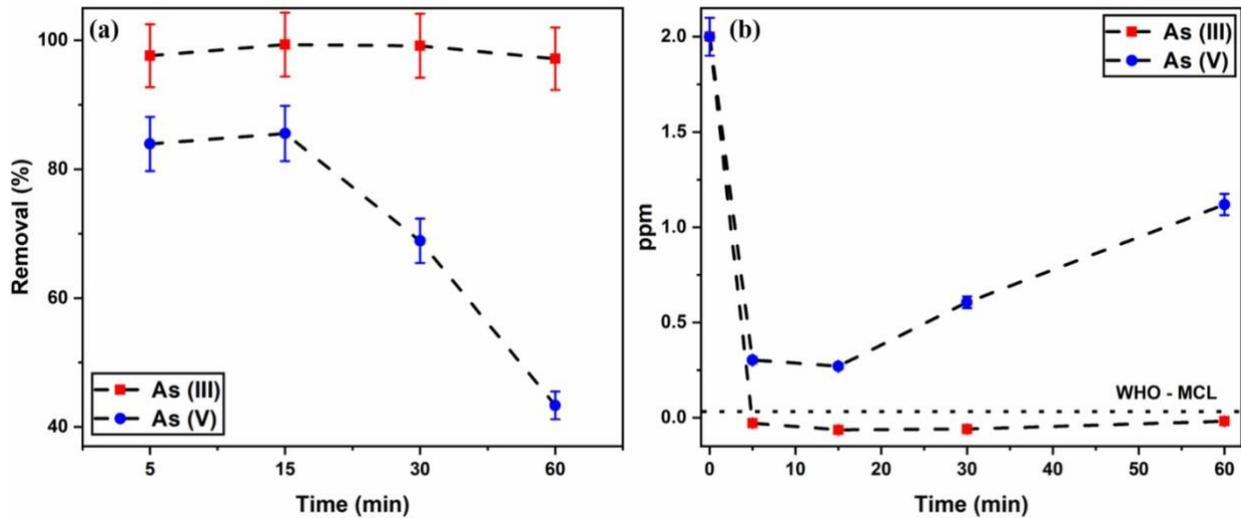 (a)
100
80
60
40
Removal (%)
5 15 30 60
Time (min)
As (III)
As (V)
(b)
2.0
1.5
1.0
0.5
0.0
ppm
0 10 20 30 40 50 60
Time (min)
As (III)
As (V)
WHO - MCL